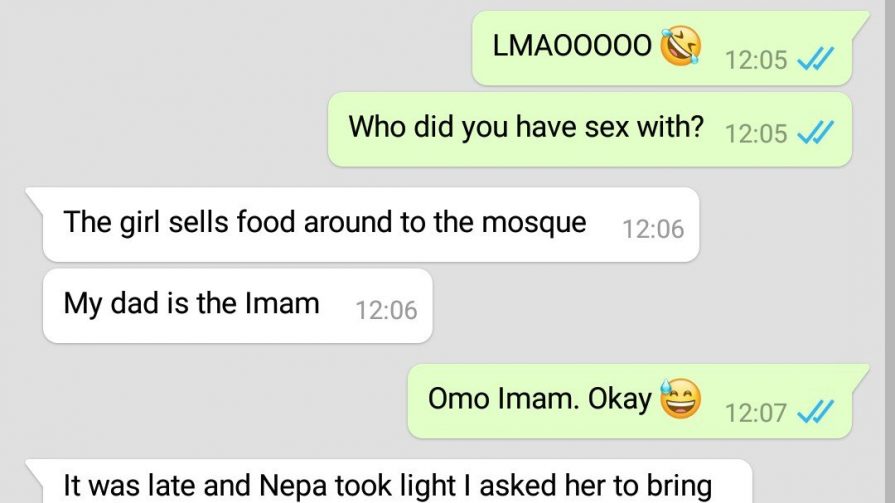 LMAOOOOO 🤣 12:05
Who did you have sex with? 12:05
The girl sells food around to the mosque 12:06
My dad is the Imam 12:06
Omo Imam. Okay 😅 12:07
It was late and Nepa took light I asked her to bring